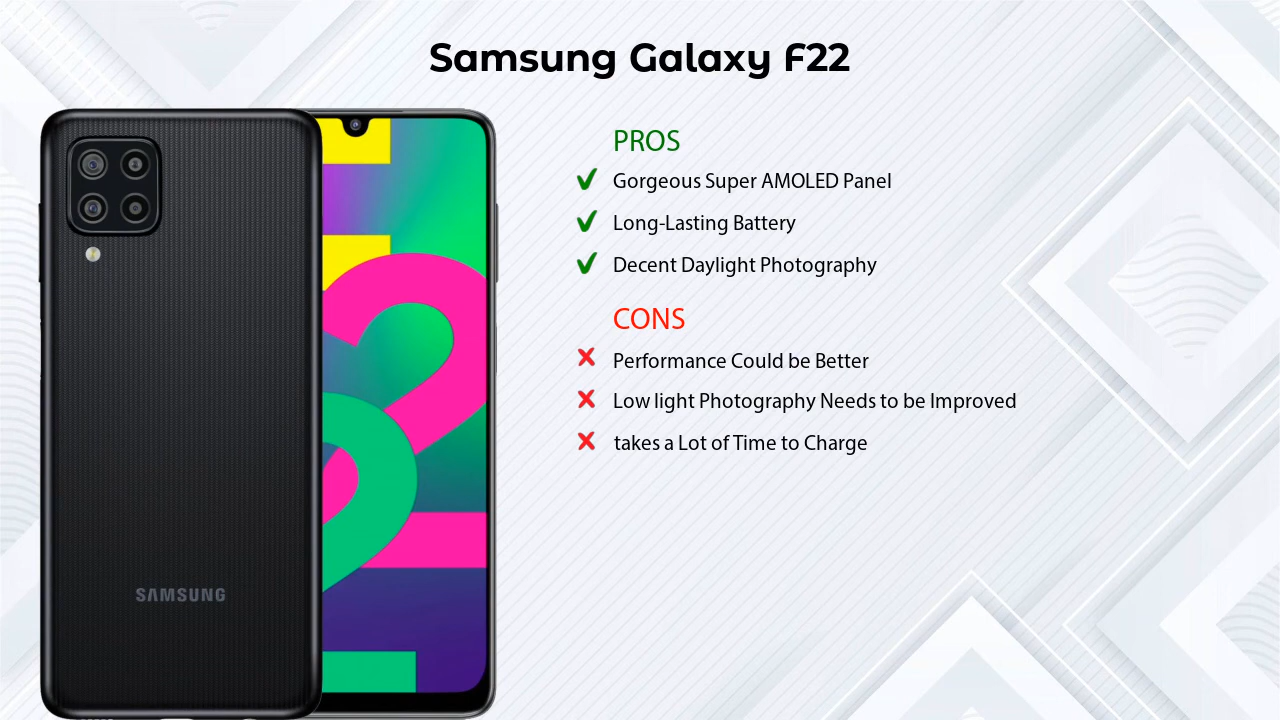 Samsung Galaxy F22
PROS
Gorgeous Super AMOLED Panel
Long-Lasting Battery
Decent Daylight Photography
CONS
Performance Could be Better
Low light Photography Needs to be Improved
takes a Lot of Time to Charge
SAMSUNG